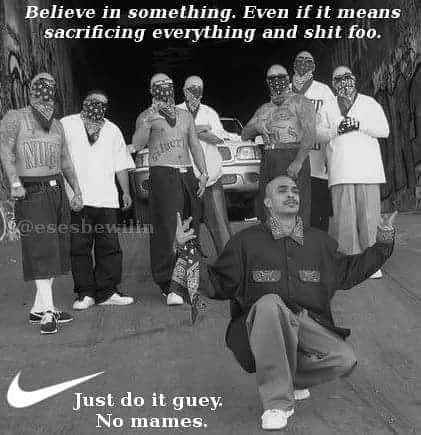 Believe in something. Even if it means
sacrificing everything and shit foo.
@esesbewilin
Just do it guey.
No mames.